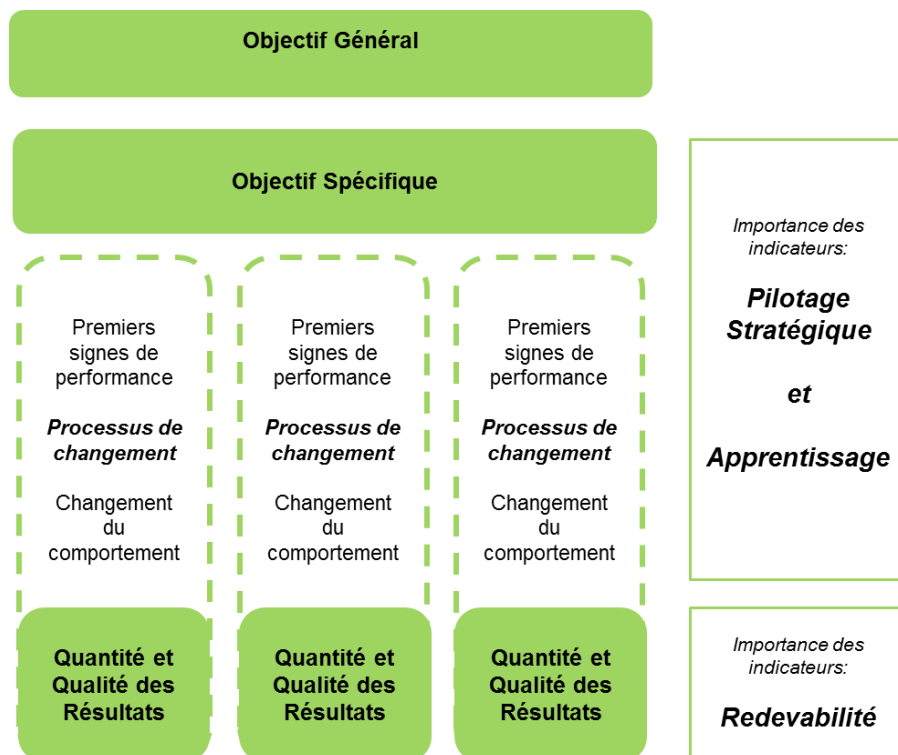 Objectif Général
Objectif Spécifique
Premiers
signes de
performance
Processus de
changement
Changement
du
comportement
Quantité et
Qualité des
Résultats
Premiers
signes de
performance
Processus de
changement
Changement
du
comportement
Quantité et
Qualité des
Résultats
Premiers
signes de
performance
Processus de
changement
Changement
du
comportement
Quantité et
Qualité des
Résultats
Importance des
indicateurs:
Pilotage
Stratégique
et
Apprentissage
Importance des
indicateurs:
Redevabilité